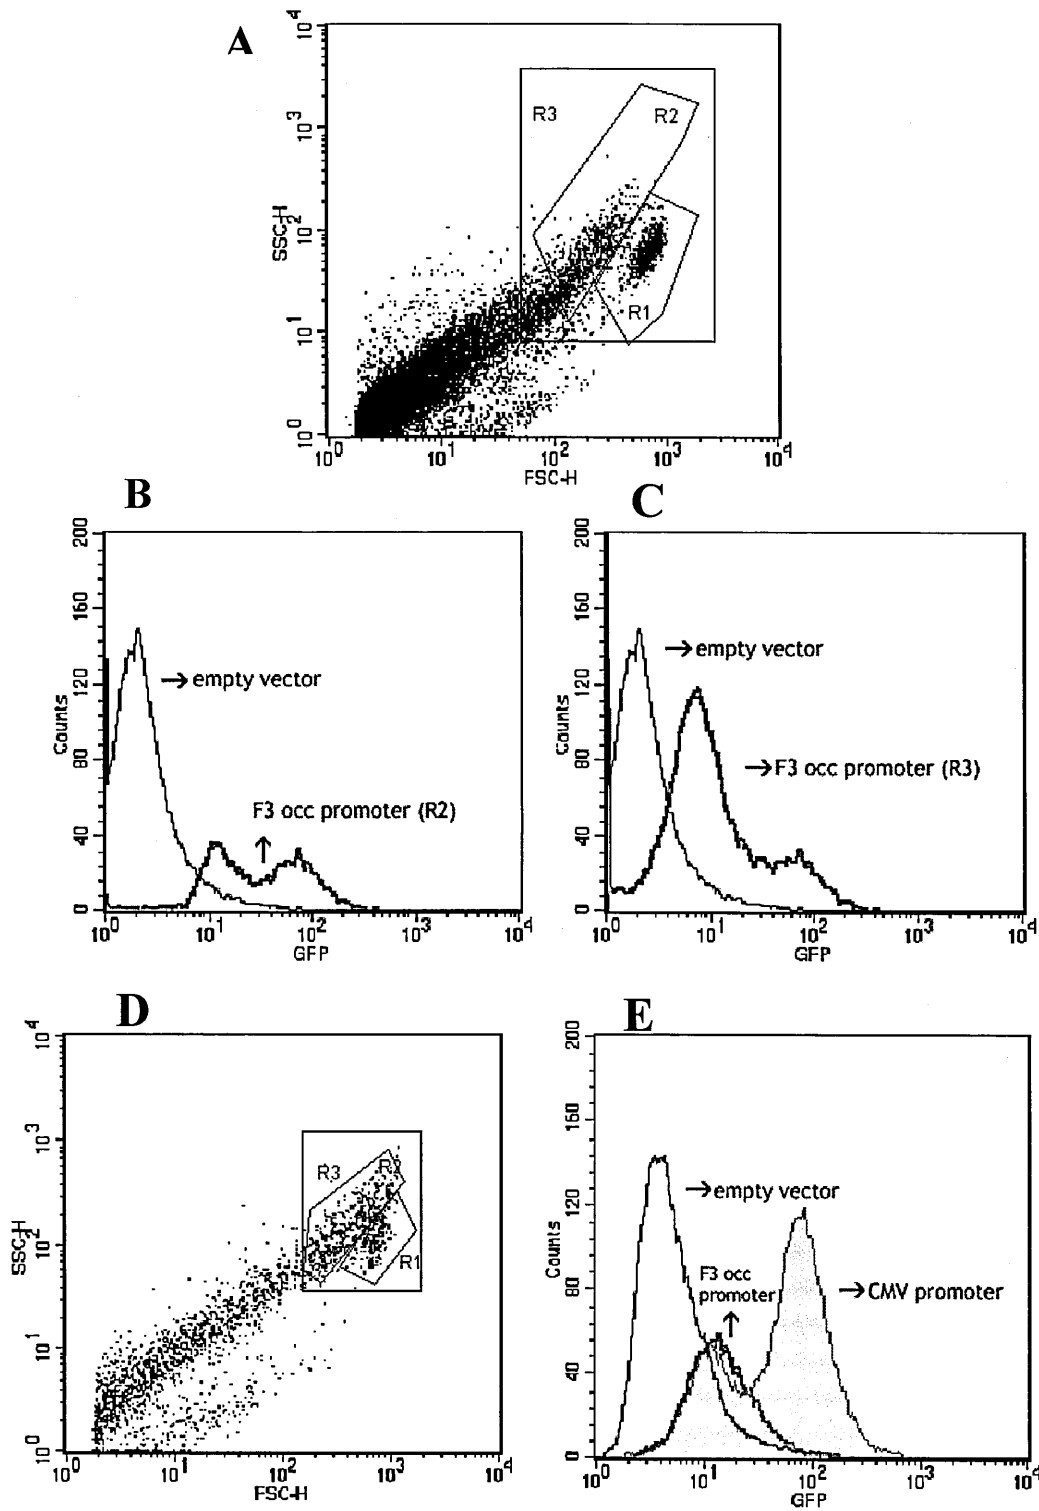 A
10^4
10^3
10^2
10^1
10^0
SSC-H
R3
R2
R1
10^0 10^1 10^2 10^3 10^4
FSC-H
B
200
160
120
80
40
0
Counts
empty vector
F3 occ promoter (R2)
10^0 10^1 10^2 10^3 10^4
GFP
C
200
160
120
80
40
0
Counts
→empty vector
→F3 occ promoter (R3)
10^0 10^1 10^2 10^3 10^4
GFP
D
10^4
10^3
10^2
10^1
10^0
SSC-H
R3
R2
R1
10^0 10^1 10^2 10^3 10^4
FSC-H
E
200
160
120
80
40
0
Counts
→empty vector
F3 occ
promoter
→CMV promoter
10^0 10^1 10^2 10^3 10^4
GFP